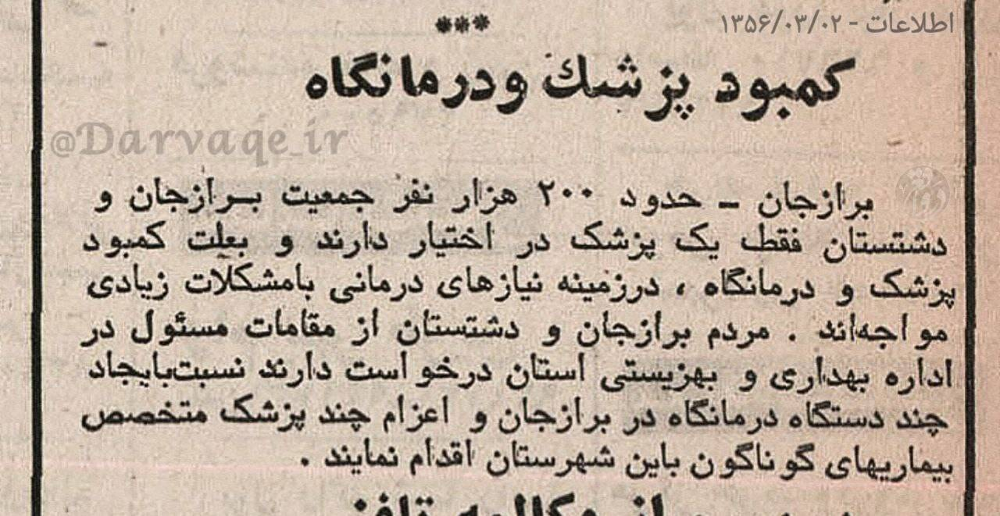 اطلاعات - ۱۳۵۶/۰۳/۰۲
***
کمبود پزشك ودرمانگاه
@Darvaqe_ir
برازجان ـ حدود ۲۰۰ هزار نفر جمعیت بـرازجان و
دشتستان فقط یک پزشک در اختیار دارند و بعلت کمبود
پزشک و درمانگاه ، درزمینه نیازهای درمانی بامشکلات زیادی
مواجه‌اند . مردم برازجان و دشتستان از مقامات مسئول در
اداره بهداری و بهزیستی استان درخواست دارند نسبت‌بایجاد
چند دستگاه درمانگاه در برازجان و اعزام چند پزشک متخصص
بیماریهای گوناگون باین شهرستان اقدام نمایند .